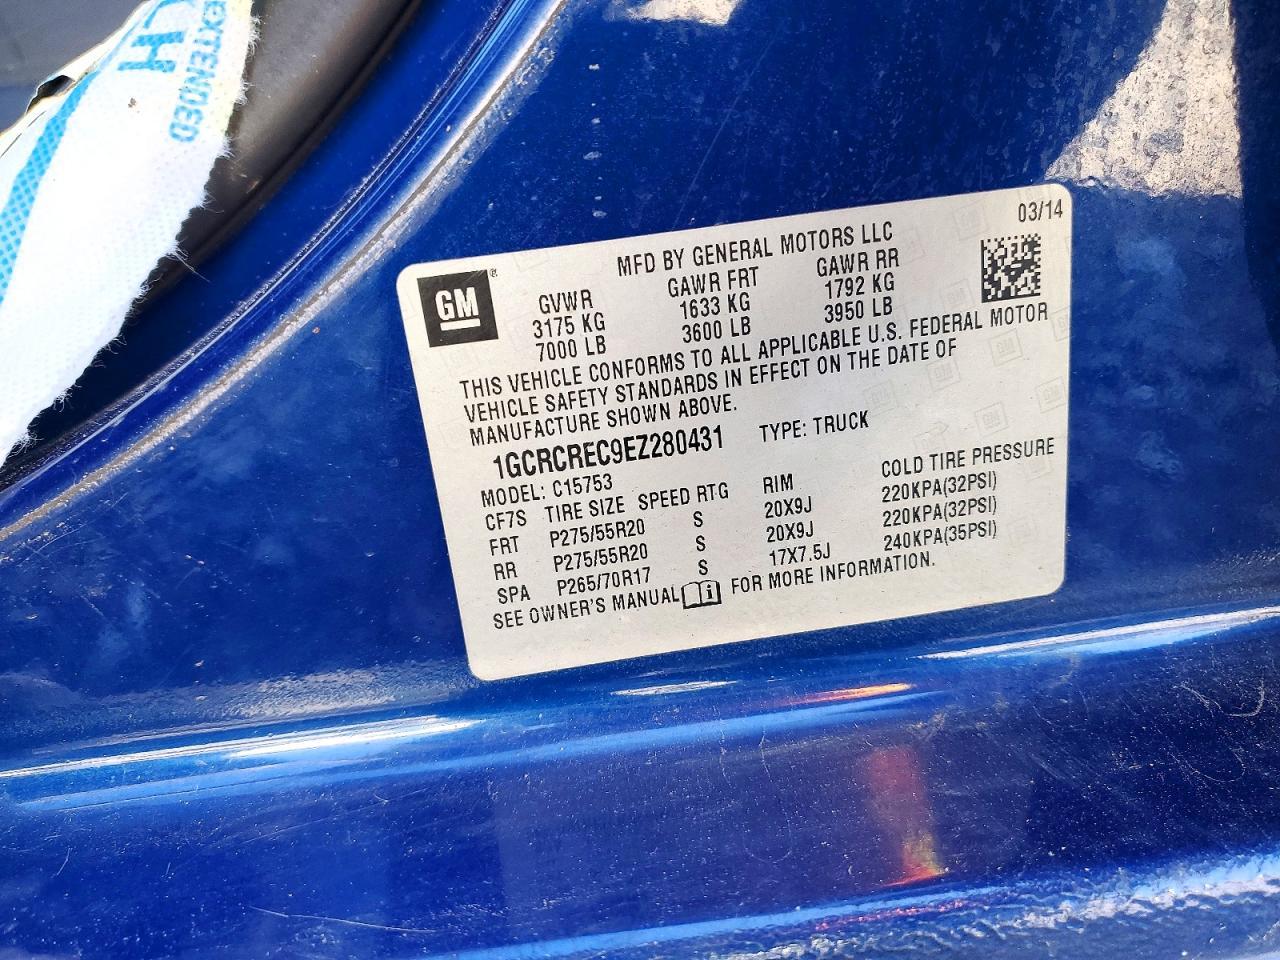 CH
EXTENDED
03/14
GM®
MFD BY GENERAL MOTORS LLC
GVWR GAWR FRT GAWR RR
3175 KG 1633 KG 1792 KG
7000 LB 3600 LB 3950 LB
THIS VEHICLE CONFORMS TO ALL APPLICABLE U.S. FEDERAL MOTOR
VEHICLE SAFETY STANDARDS IN EFFECT ON THE DATE OF
MANUFACTURE SHOWN ABOVE.
1GCRCREC9EZ280431 TYPE: TRUCK
MODEL: C15753
CF7S TIRE SIZE SPEED RTG RIM COLD TIRE PRESSURE
FRT P275/55R20 S 20X9J 220KPA(32PSI)
RR P275/55R20 S 20X9J 220KPA(32PSI)
SPA P265/70R17 S 17X7.5J 240KPA(35PSI)
SEE OWNER'S MANUAL i FOR MORE INFORMATION.